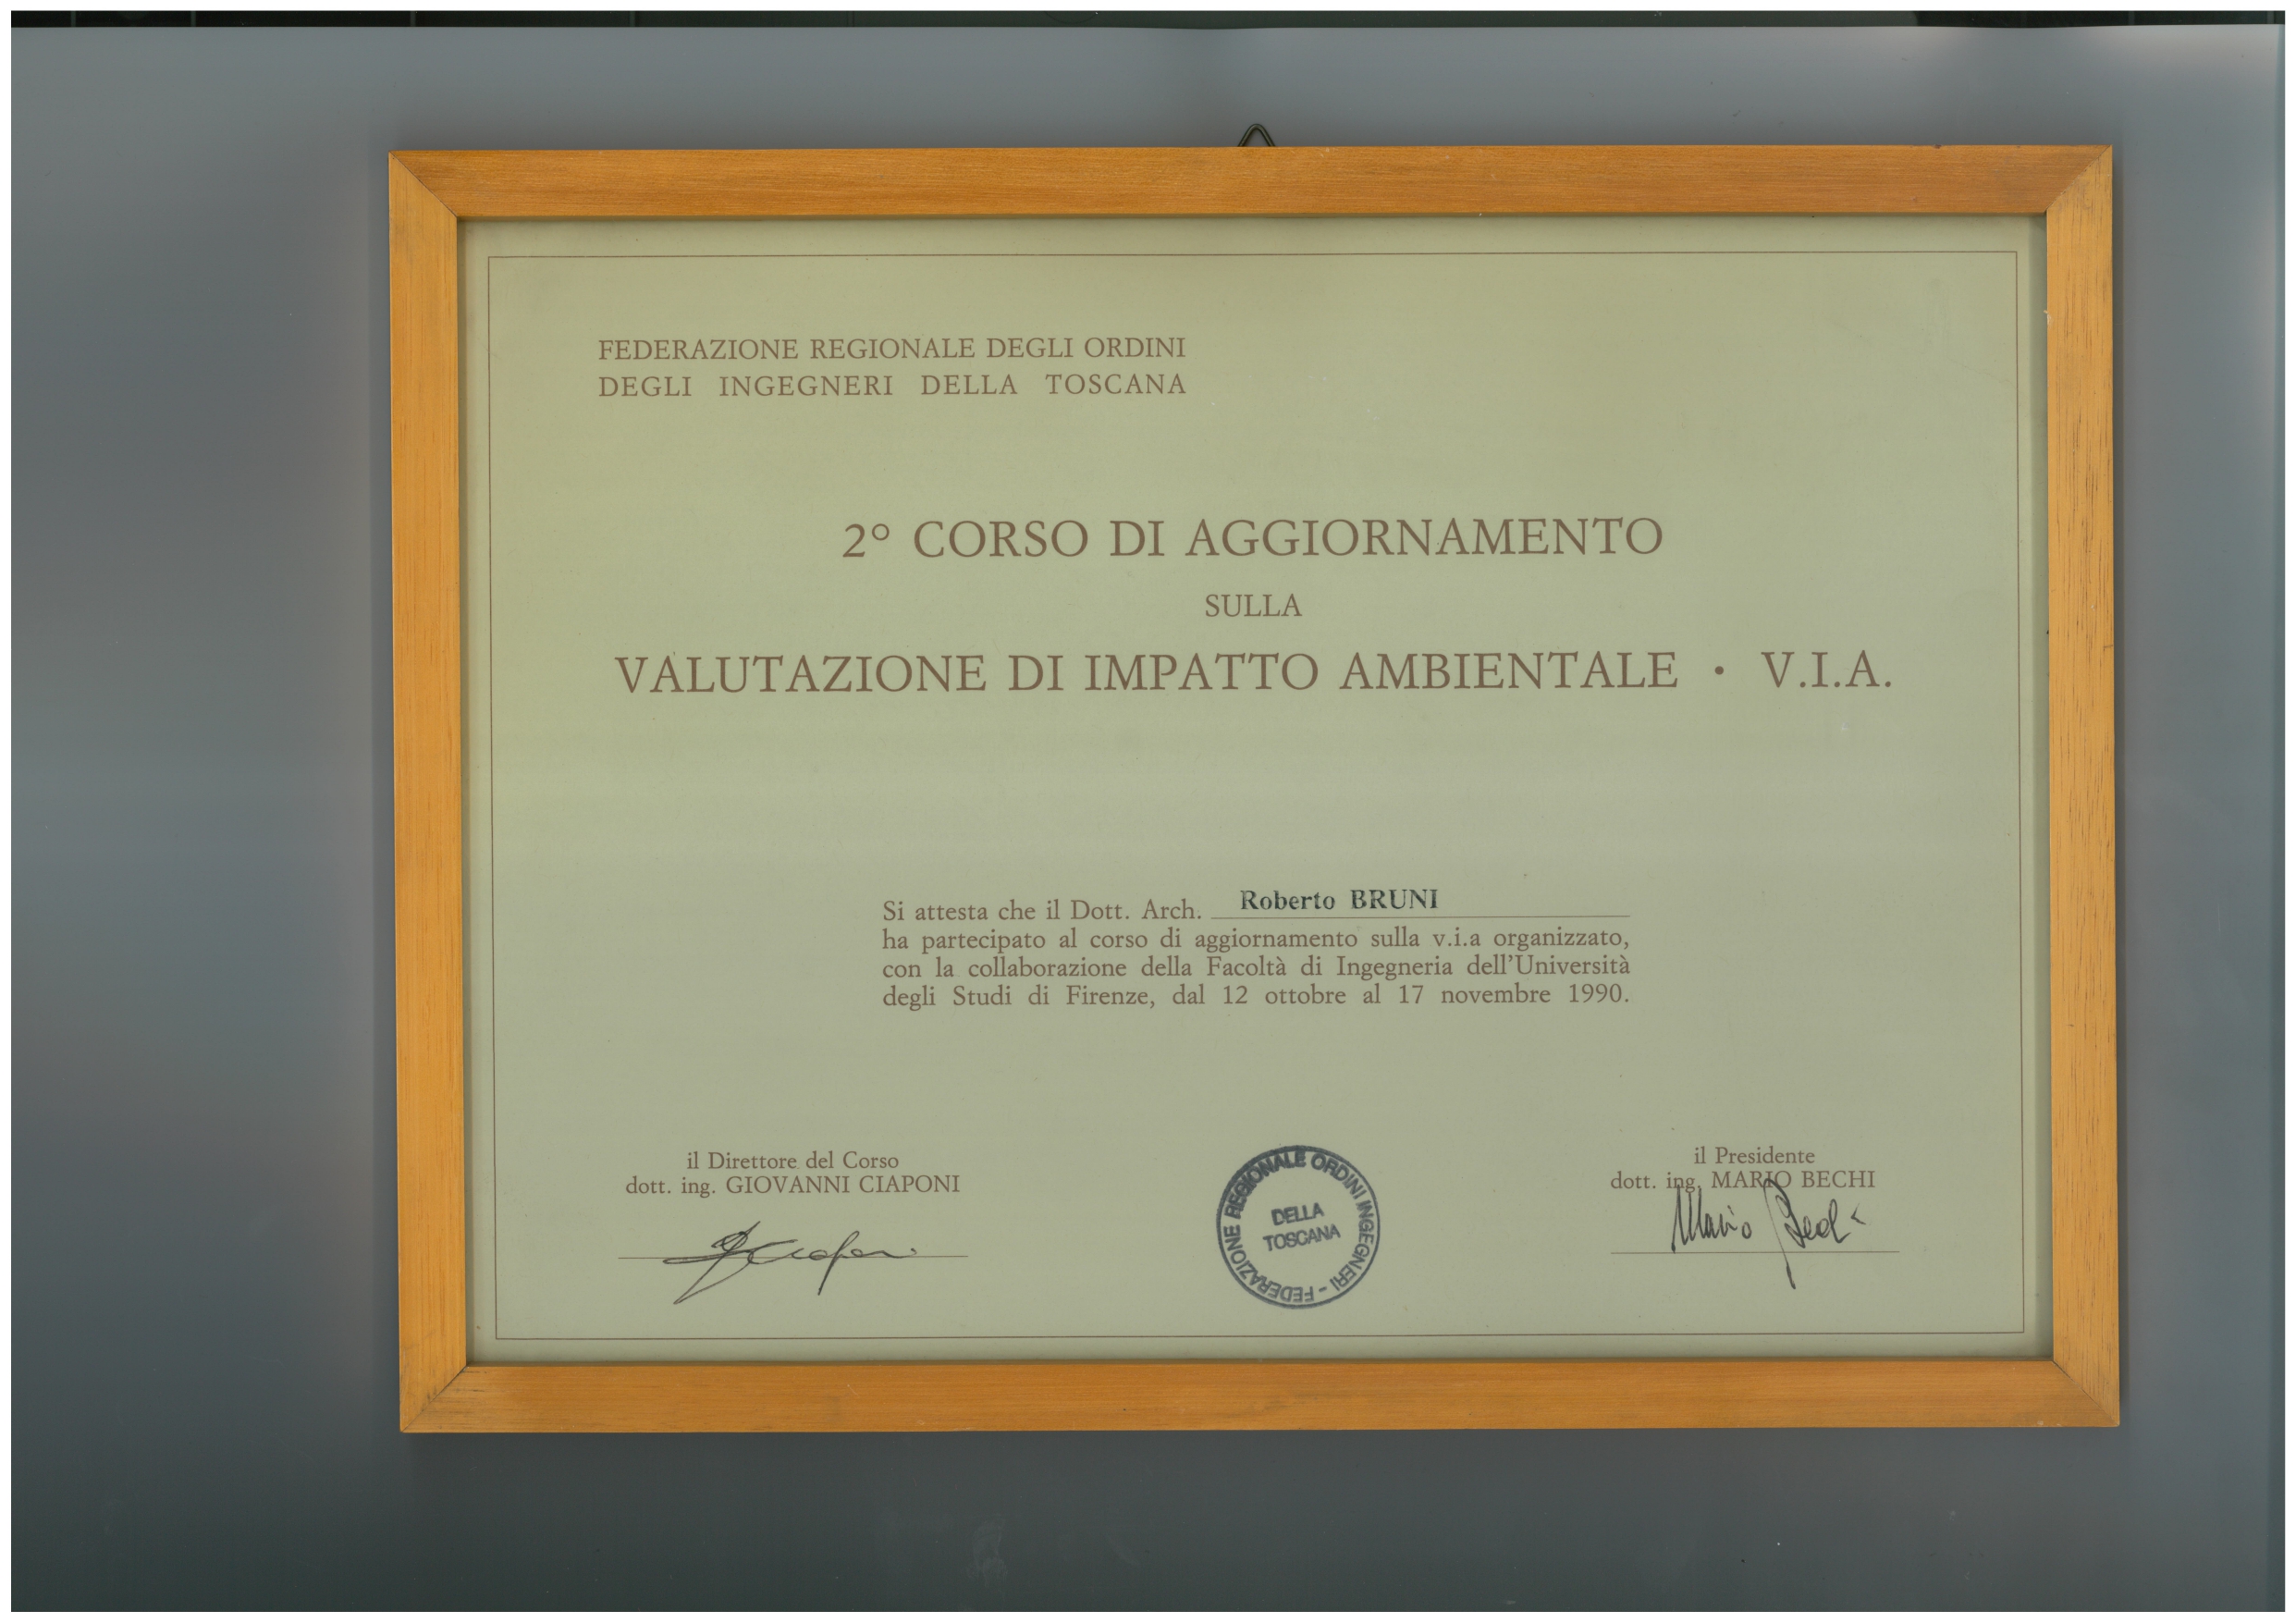 FEDERAZIONE REGIONALE DEGLI ORDINI
DEGLI INGEGNERI DELLA TOSCANA
2° CORSO DI AGGIORNAMENTO
SULLA
VALUTAZIONE DI IMPATTO AMBIENTALE · V.I.A.
Si attesta che il Dott. Arch. Roberto BRUNI
ha partecipato al corso di aggiornamento sulla v.i.a organizzato,
con la collaborazione della Facoltà di Ingegneria dell'Università
degli Studi di Firenze, dal 12 ottobre al 17 novembre 1990.
il Direttore del Corso
dott. ing. GIOVANNI CIAPONI
FEDERAZIONE REGIONALE ORDINI INGEGNERI -
DELLA
TOSCANA
il Presidente
dott. ing. MARIO BECHI
Mario Bechi